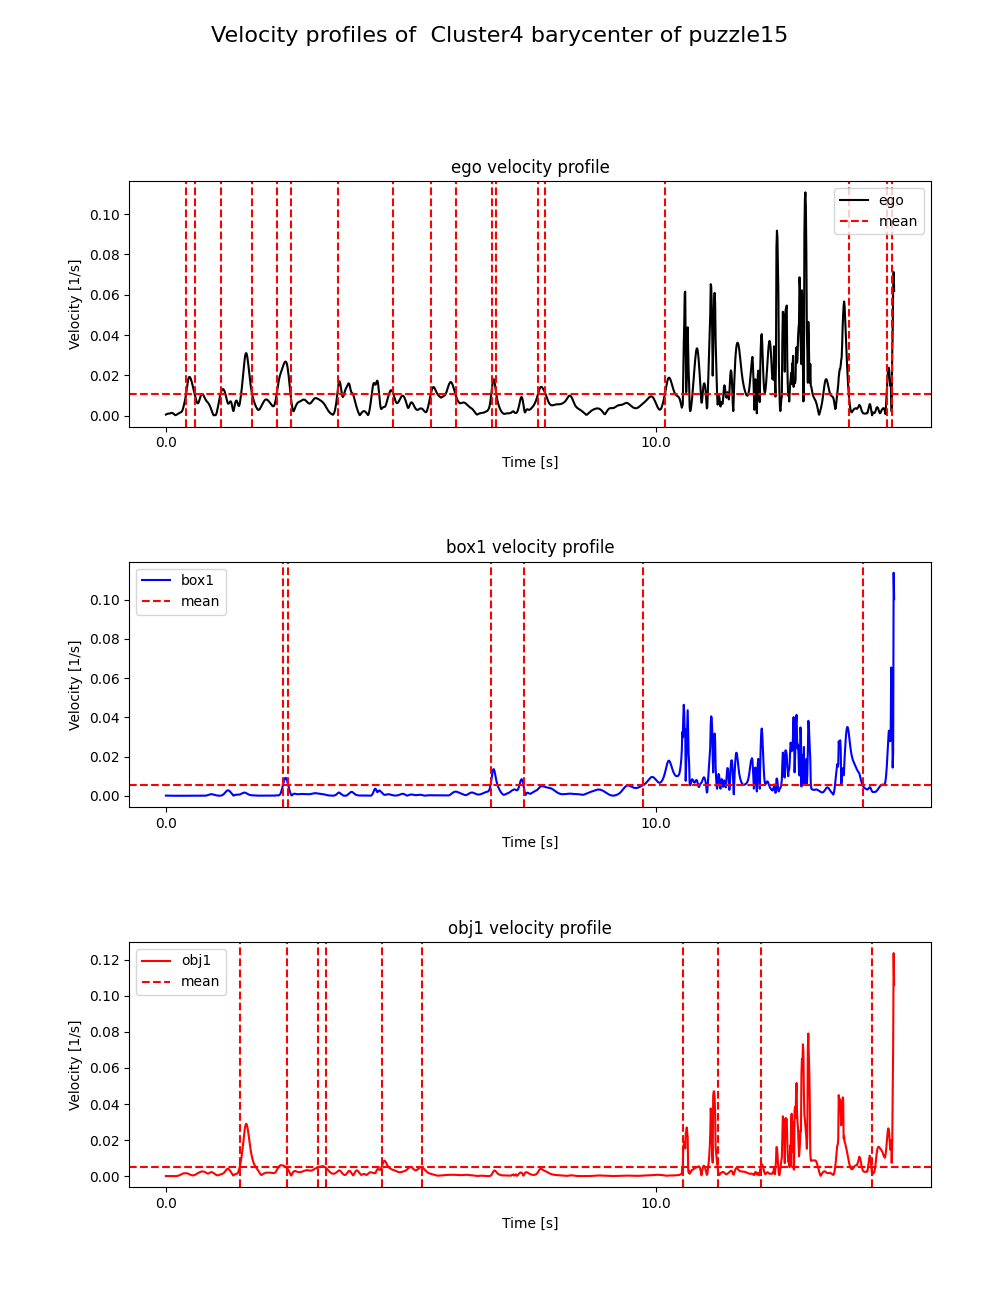 Velocity profiles of  Cluster4 barycenter of puzzle15
ego velocity profile
Velocity [1/s]
0.10
0.08
0.06
0.04
0.02
0.00
ego
mean
0.0
10.0
Time [s]
box1 velocity profile
Velocity [1/s]
0.10
0.08
0.06
0.04
0.02
0.00
box1
mean
0.0
10.0
Time [s]
obj1 velocity profile
Velocity [1/s]
0.12
0.10
0.08
0.06
0.04
0.02
0.00
obj1
mean
0.0
10.0
Time [s]